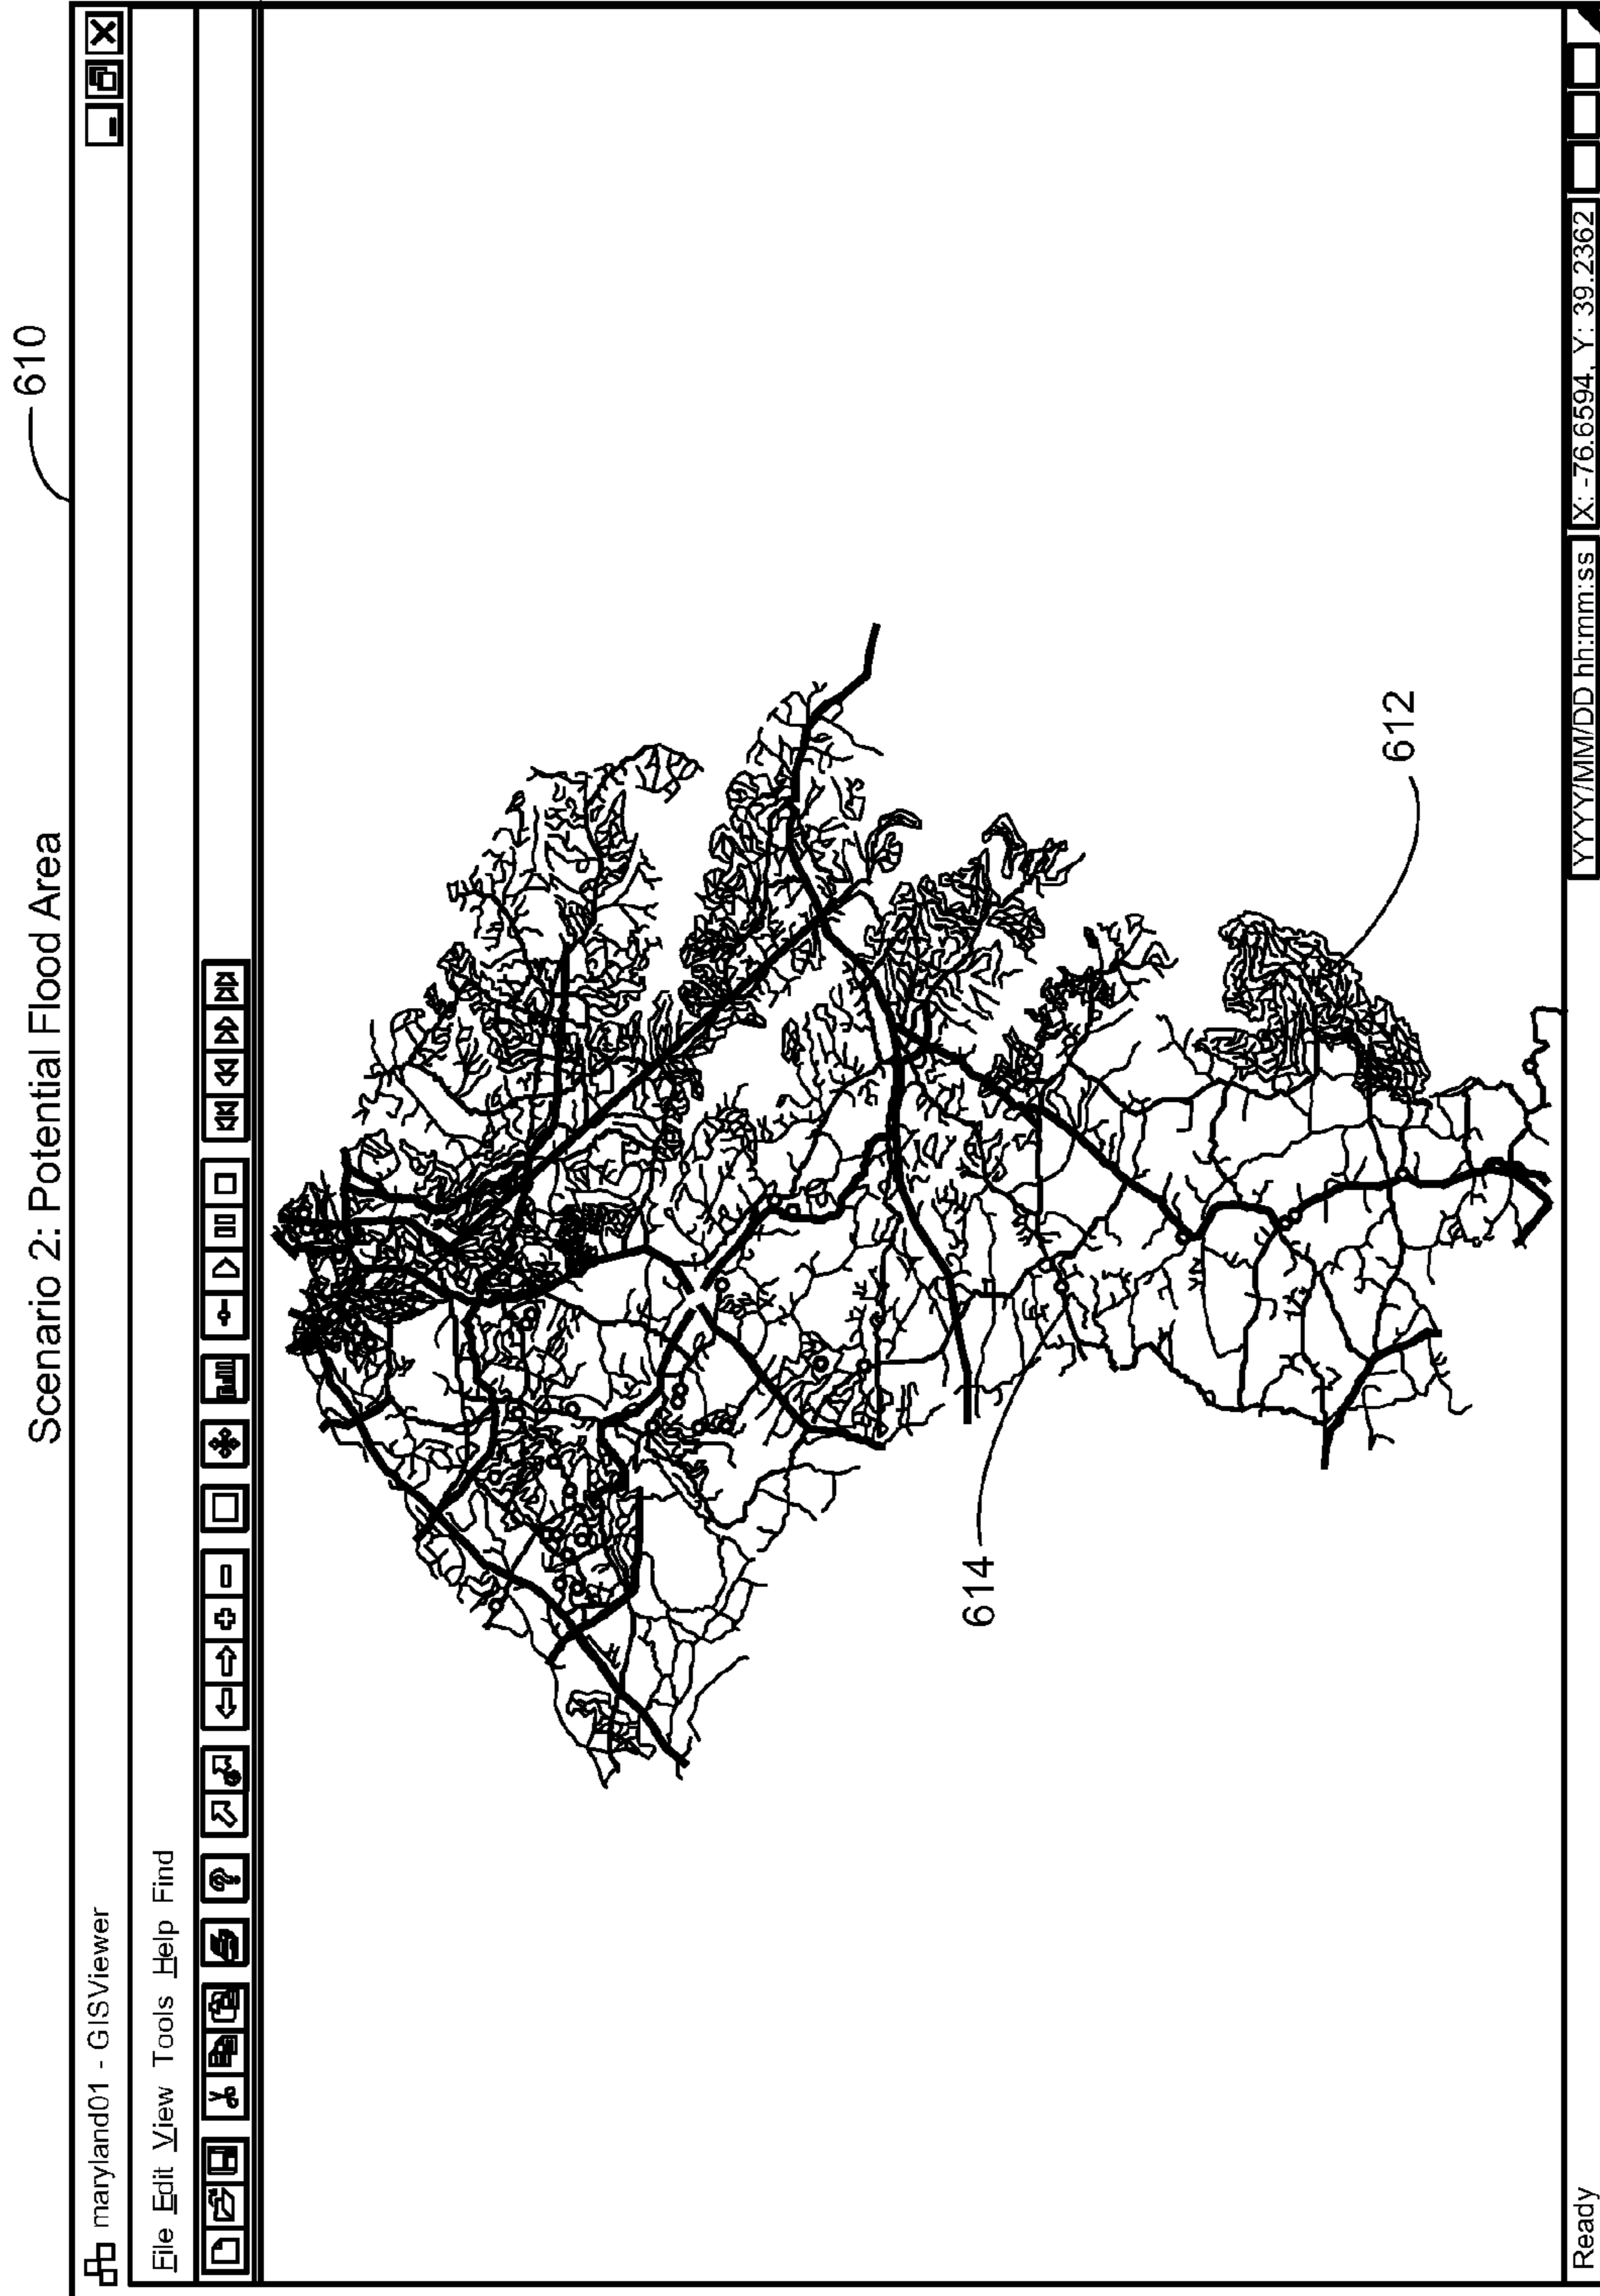 Scenario 2: Potential Flood Area
610
maryland01 - GISViewer
File Edit View Tools Help Find
614
612
Ready
YYYY/MM/DD hh:mm:ss
X: -76.6594, Y: 39.2362